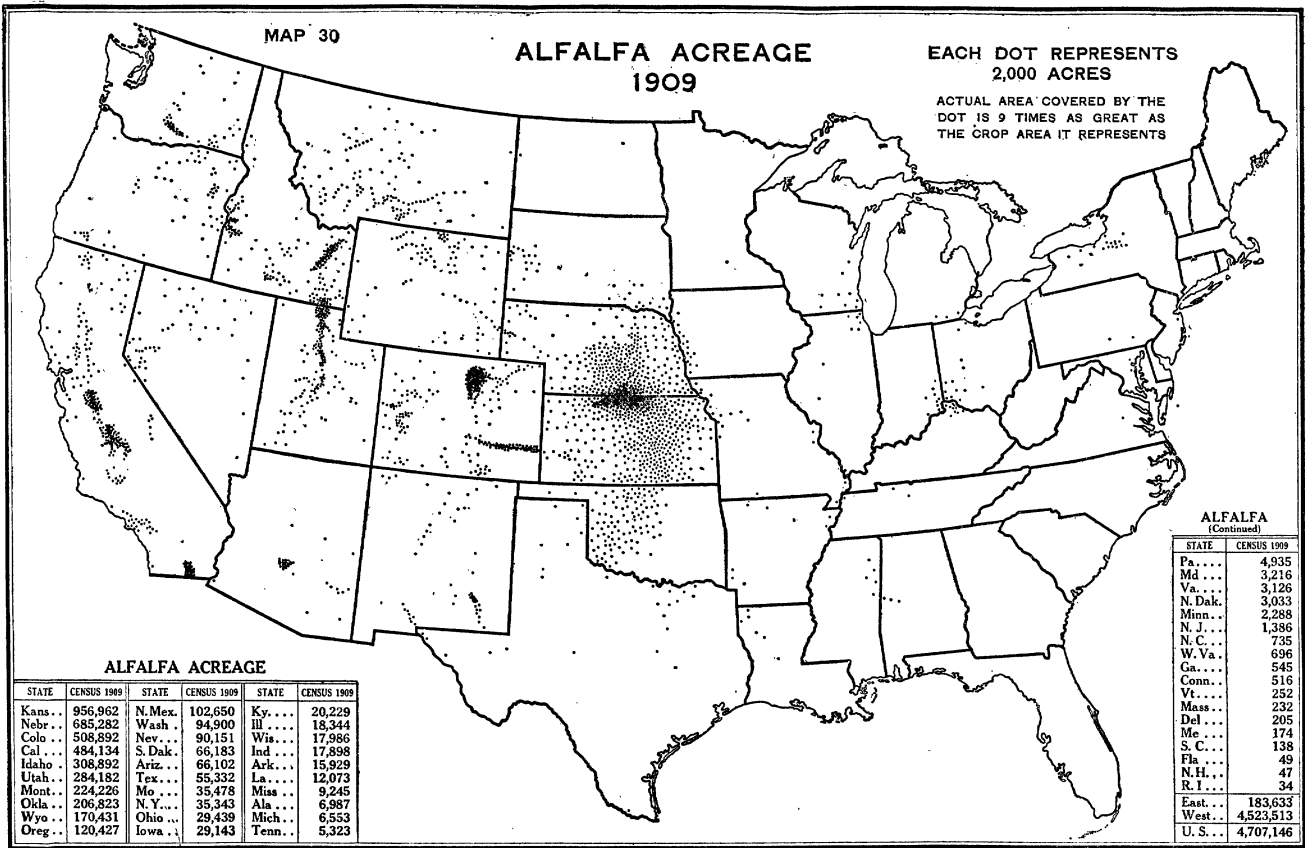 MAP 30
ALFALFA ACREAGE
1909
EACH DOT REPRESENTS
2,000 ACRES
ACTUAL AREA COVERED BY THE
DOT IS 9 TIMES AS GREAT AS
THE CROP AREA IT REPRESENTS
ALFALFA ACREAGE
STATE CENSUS 1909 STATE CENSUS 1909 STATE CENSUS 1909
Kans.. 956,962 N.Mex. 102,650 Ky.... 20,229
Nebr.. 685,282 Wash. 94,900 Ill.... 18,344
Colo.. 508,892 Nev... 90,151 Wis... 17,986
Cal... 484,134 S. Dak. 66,183 Ind... 17,898
Idaho. 308,892 Ariz... 66,102 Ark... 15,929
Utah.. 284,182 Tex... 55,332 La.... 12,073
Mont.. 224,226 Mo... 35,478 Miss.. 9,245
Okla.. 206,823 N.Y.... 35,343 Ala... 6,987
Wyo.. 170,431 Ohio... 29,439 Mich.. 6,553
Oreg.. 120,427 Iowa.. 29,143 Tenn.. 5,323
ALFALFA
(Continued)
STATE CENSUS 1909
Pa.... 4,935
Md... 3,216
Va.... 3,126
N. Dak. 3,033
Minn.. 2,288
N. J... 1,386
N. C... 735
W. Va. 696
Ga.... 545
Conn.. 516
Vt.... 252
Mass.. 232
Del... 205
Me... 174
S. C... 138
Fla... 49
N.H... 47
R. I... 34
East... 183,633
West.. 4,523,513
U. S... 4,707,146